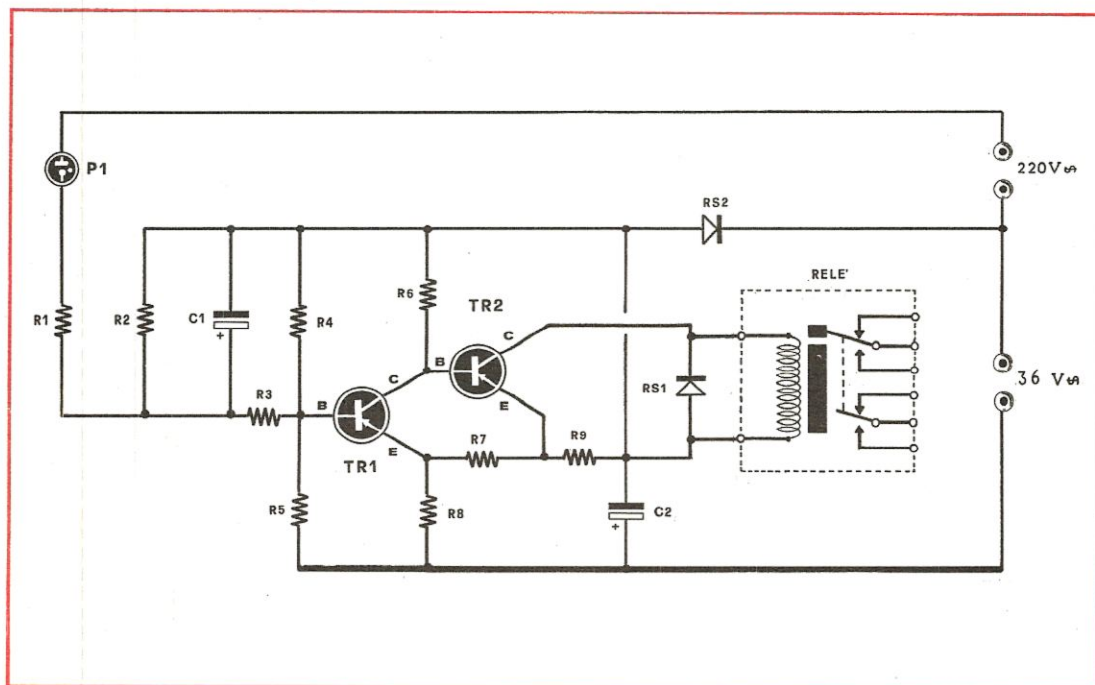 P1
220V
RS2
RELE'
R6
TR2
R1
R2
C1
+
R4
C
B
RS1
36 V
R3
C
B
E
E
R7
R9
TR1
R5
R8
C2
+